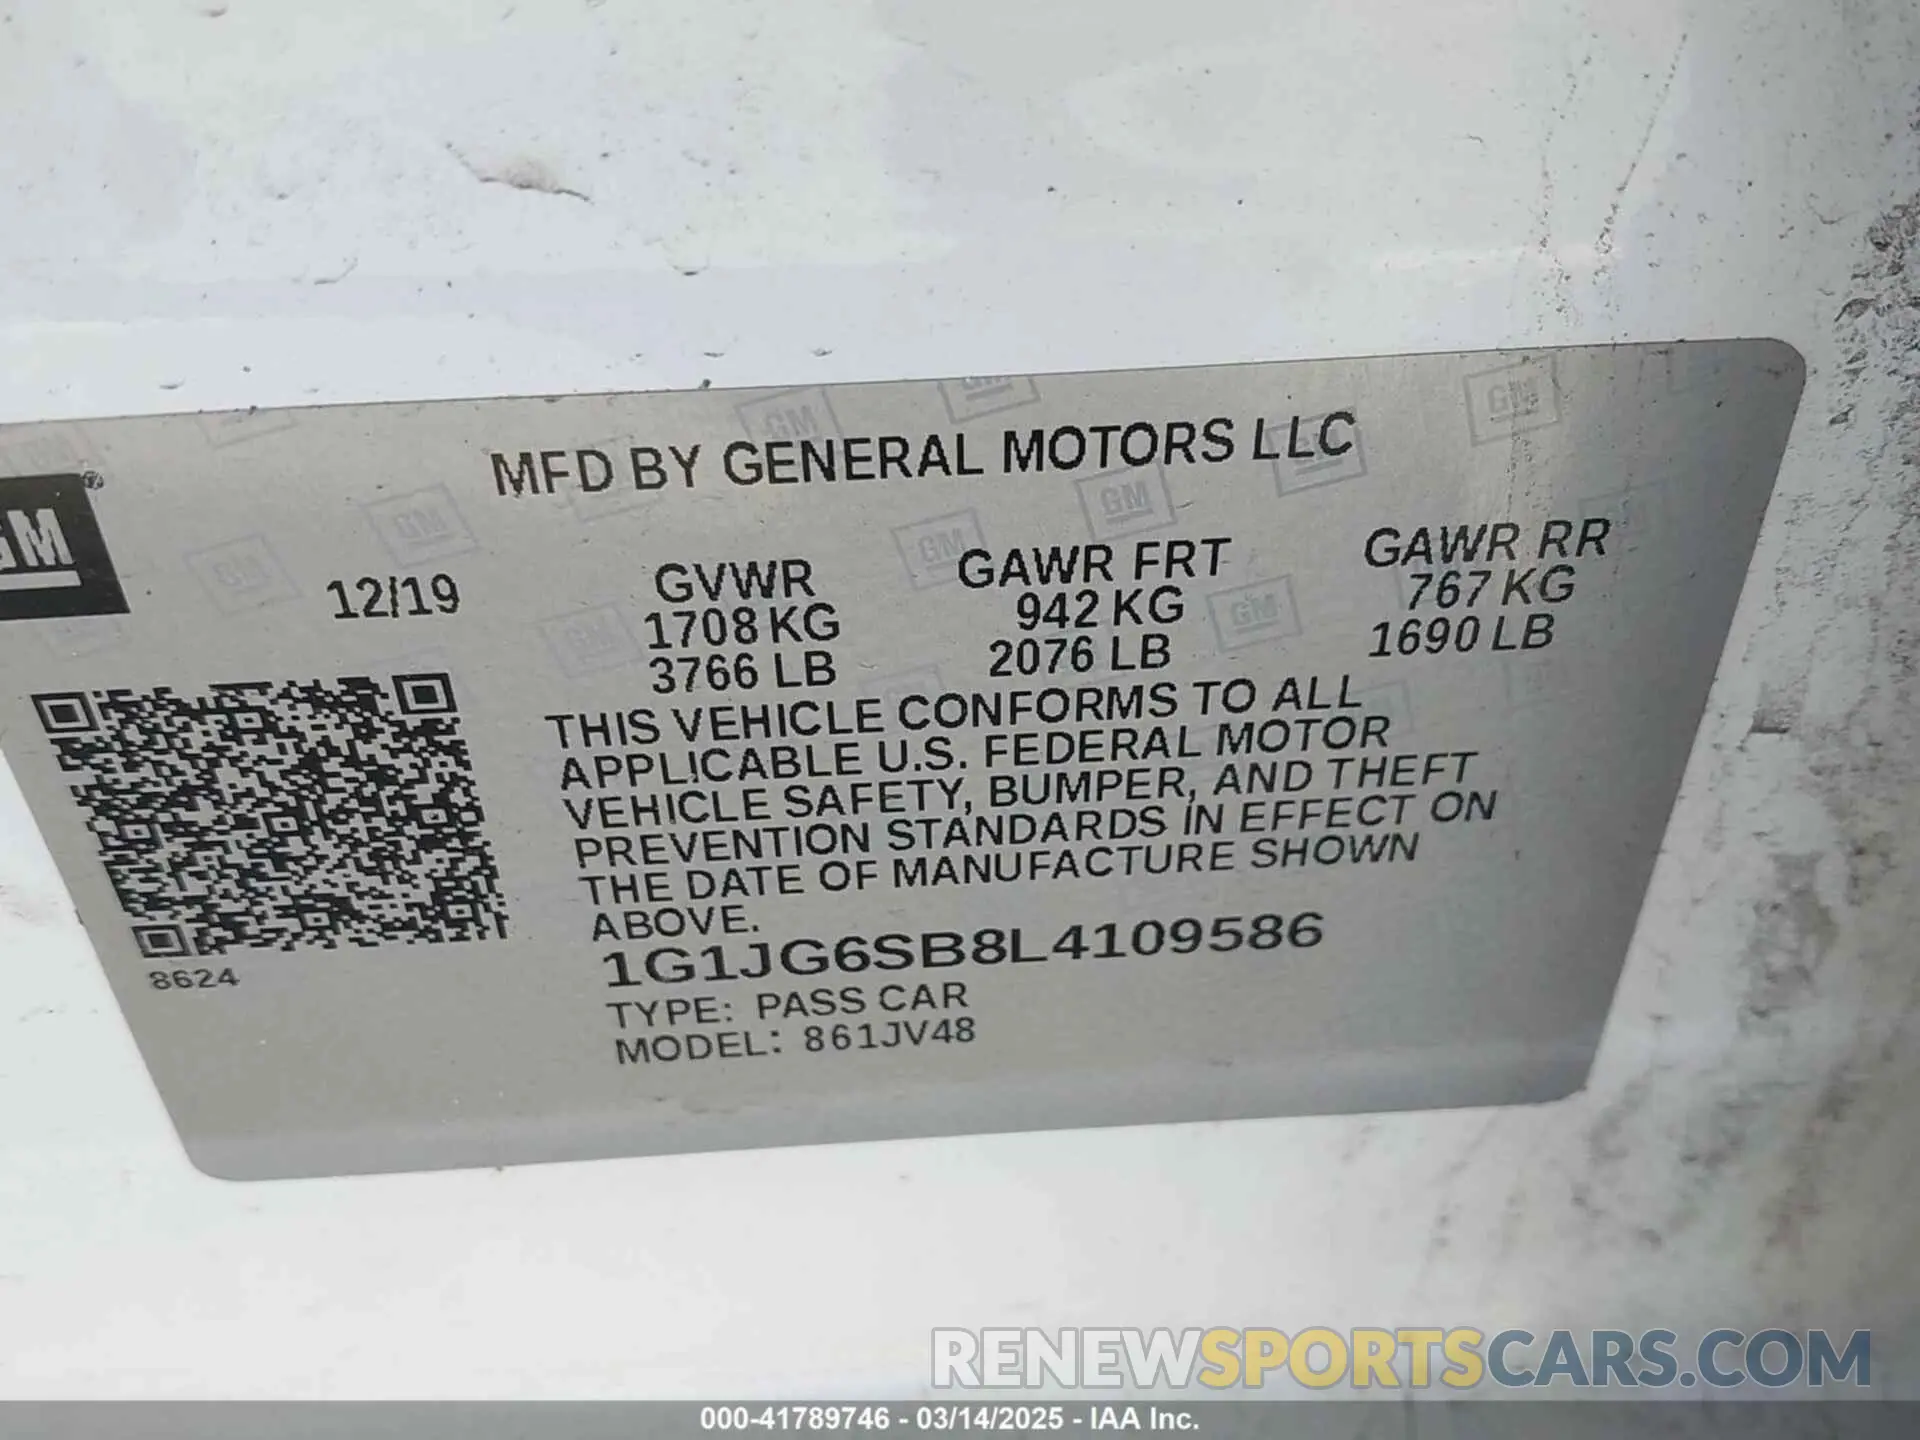 MFD BY GENERAL MOTORS LLC
GM®
12/19
GVWR
1708 KG
3766 LB
GAWR FRT
942 KG
2076 LB
GAWR RR
767 KG
1690 LB
THIS VEHICLE CONFORMS TO ALL
APPLICABLE U.S. FEDERAL MOTOR
VEHICLE SAFETY, BUMPER, AND THEFT
PREVENTION STANDARDS IN EFFECT ON
THE DATE OF MANUFACTURE SHOWN
ABOVE.
8624
1G1JG6SB8L4109586
TYPE: PASS CAR
MODEL: 861JV48
RENEWSPORTSCARS.COM
000-41789746 - 03/14/2025 - IAA Inc.